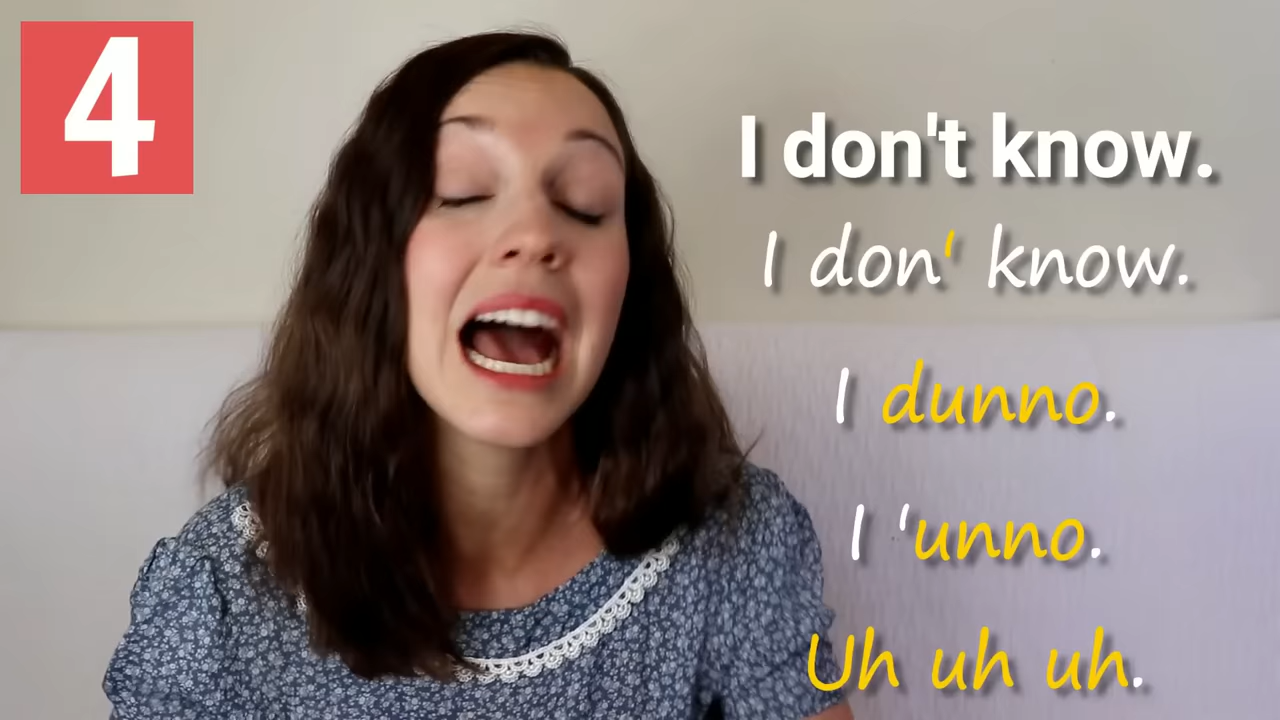 4
I don't know.
I don' know.
I dunno.
I 'unno.
Uh uh uh.